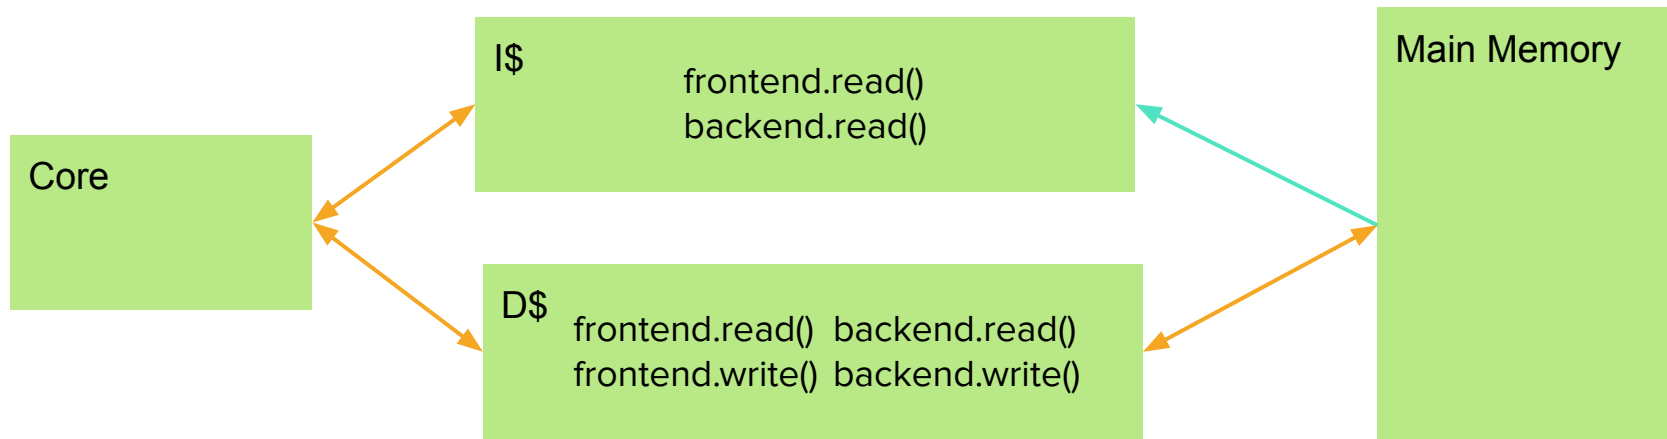 Core
I$
frontend.read()
backend.read()
D$
frontend.read() backend.read()
frontend.write() backend.write()
Main Memory